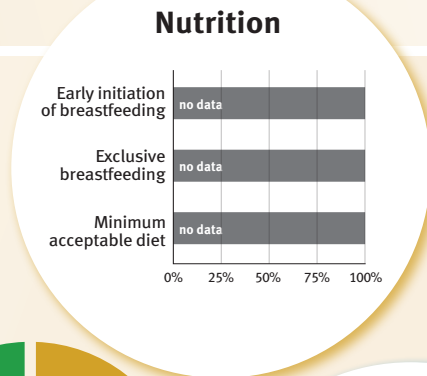 Nutrition
Early initiation
of breastfeeding
no data
Exclusive
breastfeeding
no data
Minimum
acceptable diet
no data
0% 25% 50% 75% 100%